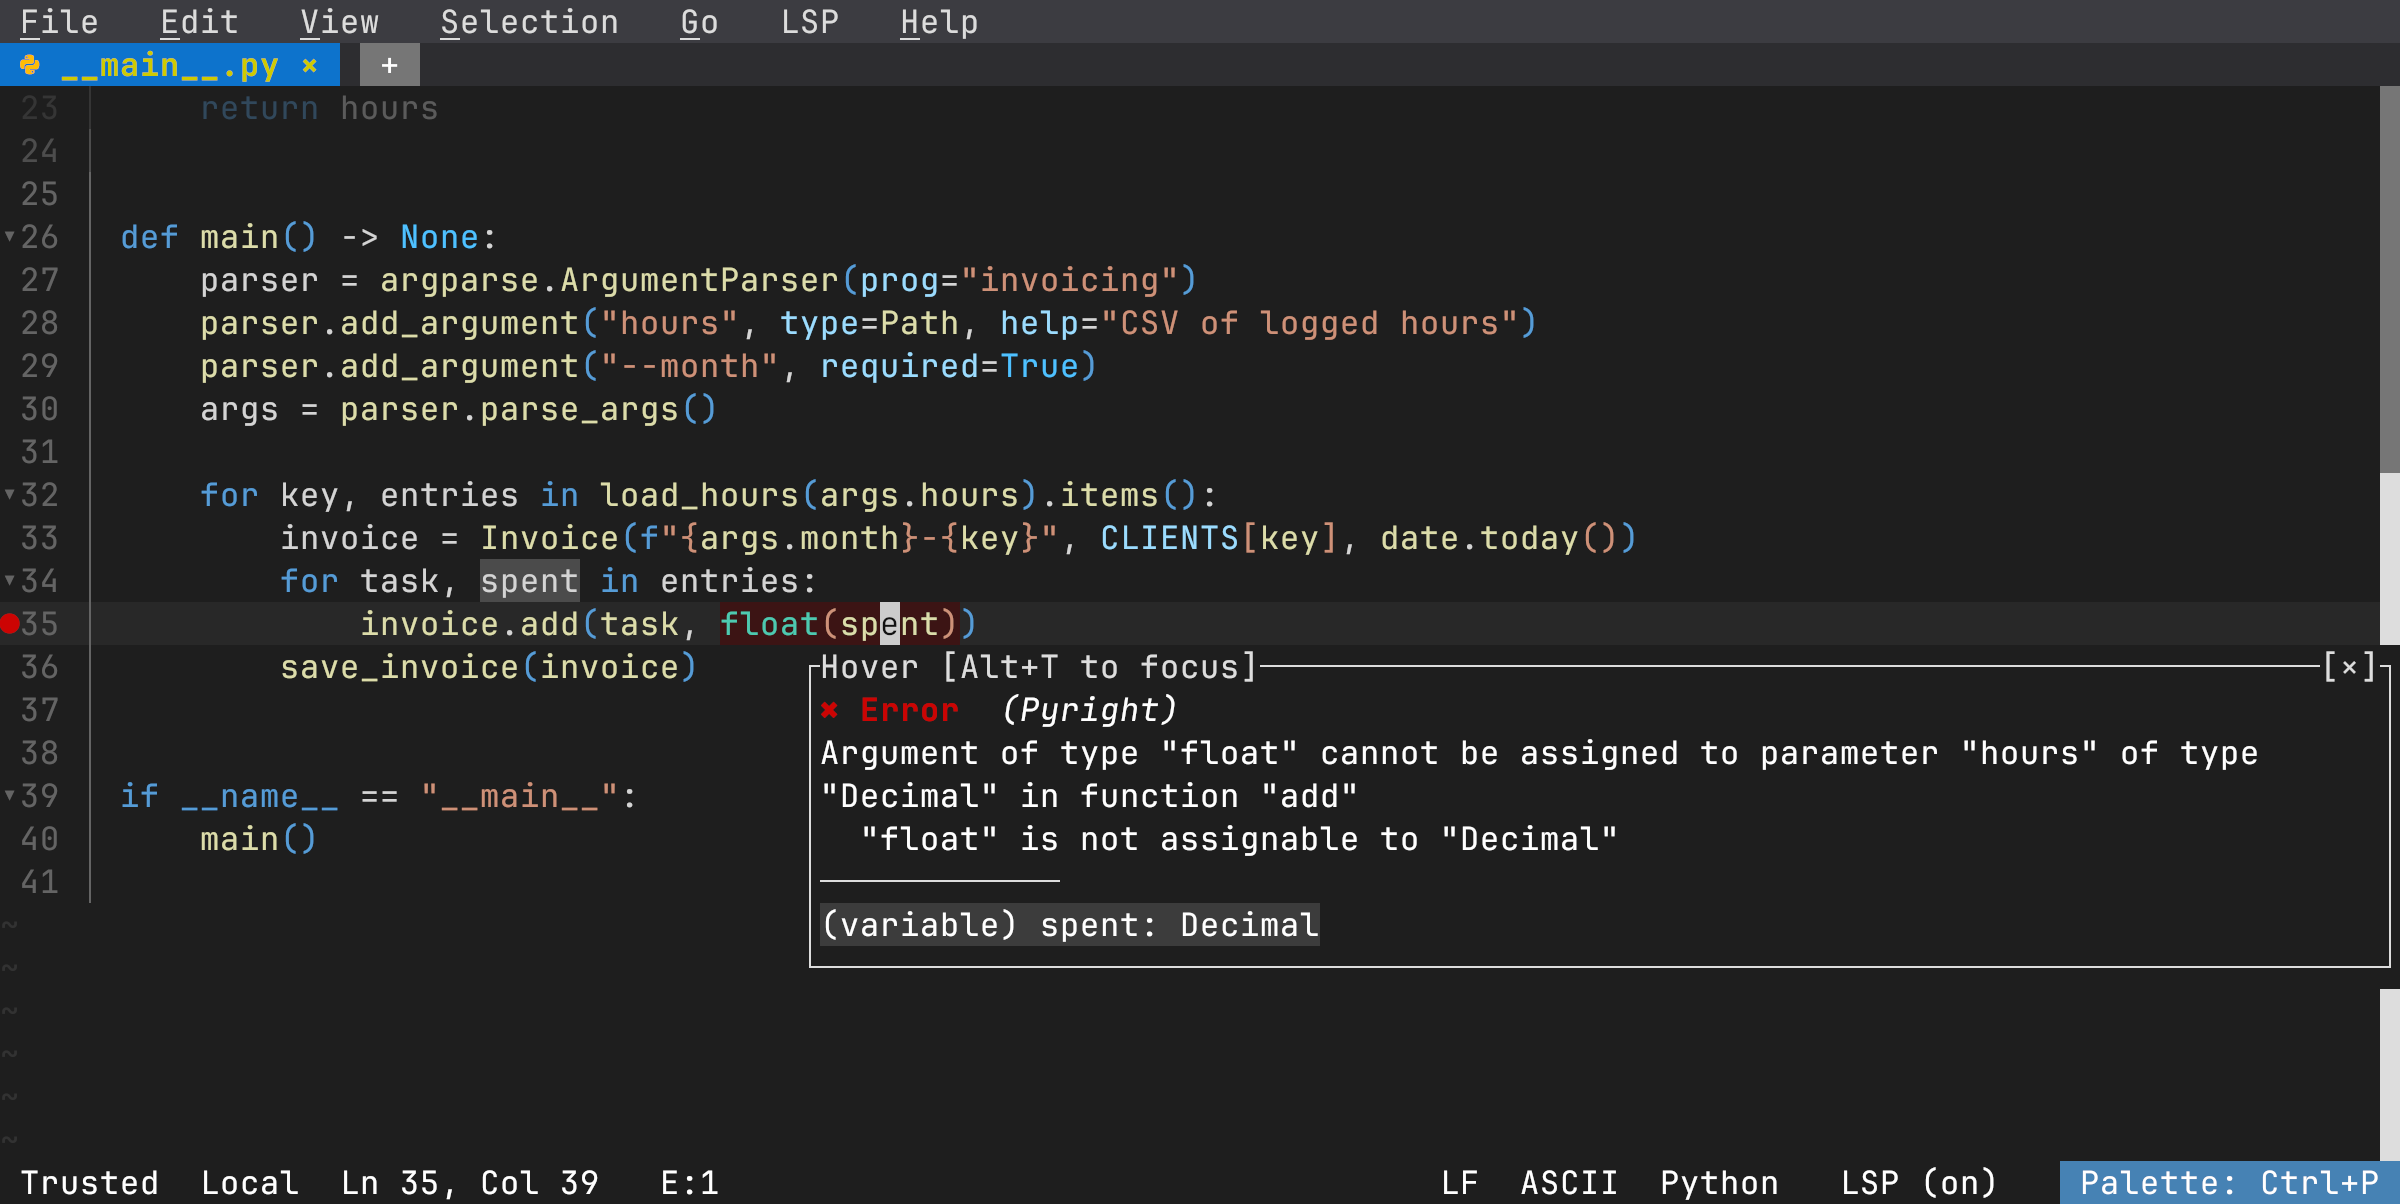 File Edit View Selection Go LSP Help
__main__.py × +
23 return hours
24
25
▾26 def main() -> None:
27 parser = argparse.ArgumentParser(prog="invoicing")
28 parser.add_argument("hours", type=Path, help="CSV of logged hours")
29 parser.add_argument("--month", required=True)
30 args = parser.parse_args()
31
▾32 for key, entries in load_hours(args.hours).items():
33 invoice = Invoice(f"{args.month}-{key}", CLIENTS[key], date.today())
▾34 for task, spent in entries:
35 invoice.add(task, float(spent))
36 save_invoice(invoice)
Hover [Alt+T to focus] [×]
✖ Error (Pyright)
Argument of type "float" cannot be assigned to parameter "hours" of type
"Decimal" in function "add"
"float" is not assignable to "Decimal"
(variable) spent: Decimal
37
38
▾39 if __name__ == "__main__":
40 main()
41
~
~
~
~
~
~
Trusted Local Ln 35, Col 39 E:1 LF ASCII Python LSP (on) Palette: Ctrl+P